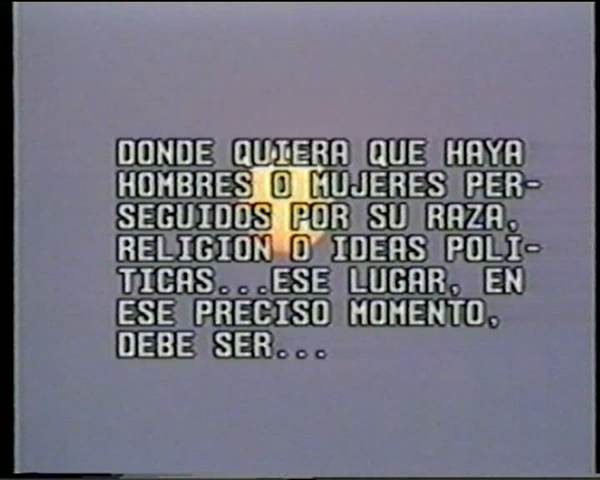 DONDE QUIERA QUE HAYA
HOMBRES O MUJERES PER-
SEGUIDOS POR SU RAZA,
RELIGION O IDEAS POLI-
TICAS...ESE LUGAR, EN
ESE PRECISO MOMENTO,
DEBE SER...